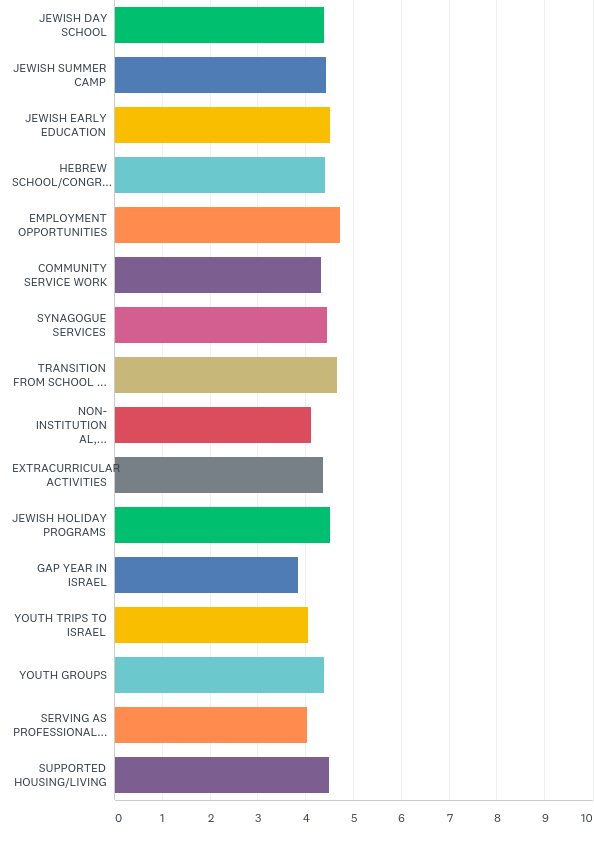 JEWISH DAY
SCHOOL
JEWISH SUMMER
CAMP
JEWISH EARLY
EDUCATION
HEBREW
SCHOOL/CONGR...
EMPLOYMENT
OPPORTUNITIES
COMMUNITY
SERVICE WORK
SYNAGOGUE
SERVICES
TRANSITION
FROM SCHOOL ...
NON-
INSTITUTION
AL,...
EXTRACURRICULAR
ACTIVITIES
JEWISH HOLIDAY
PROGRAMS
GAP YEAR IN
ISRAEL
YOUTH TRIPS TO
ISRAEL
YOUTH GROUPS
SERVING AS
PROFESSIONAL...
SUPPORTED
HOUSING/LIVING
0 1 2 3 4 5 6 7 8 9 10